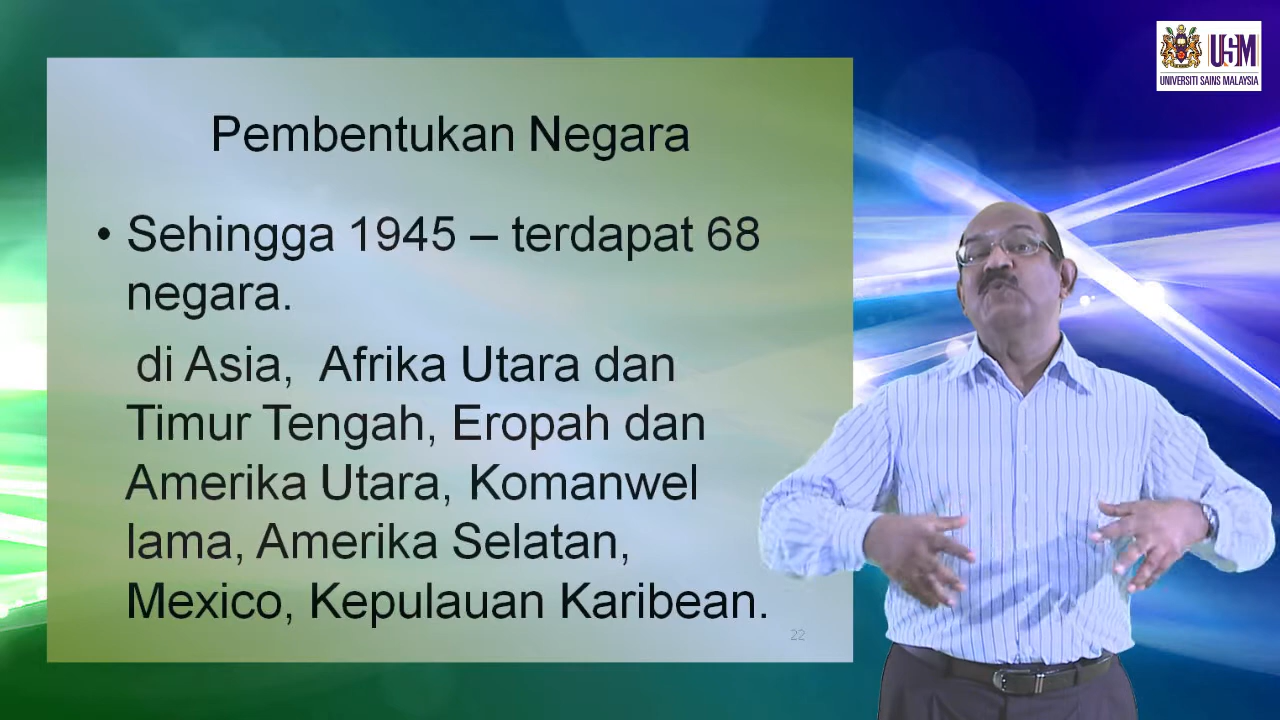 USM
UNIVERSITI SAINS MALAYSIA
Pembentukan Negara
• Sehingga 1945 – terdapat 68
negara.
di Asia, Afrika Utara dan
Timur Tengah, Eropah dan
Amerika Utara, Komanwel
lama, Amerika Selatan,
Mexico, Kepulauan Karibean.
22